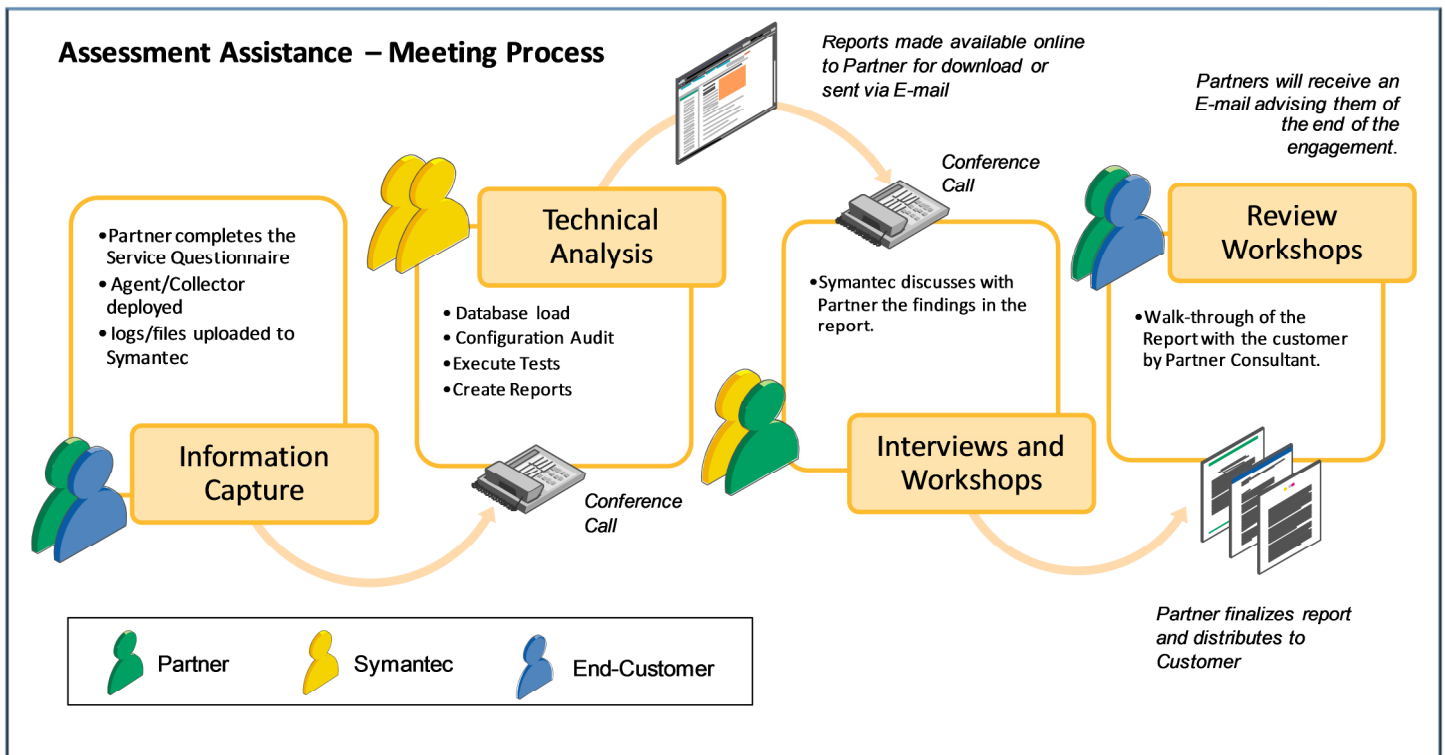 Assessment Assistance – Meeting Process
Reports made available online
to Partner for download or
sent via E-mail
Partners will receive an
E-mail advising them of
the end of the
engagement.
•Partner completes the
Service Questionnaire
• Agent/Collector
deployed
• logs/files uploaded to
Symantec
Information
Capture
Technical
Analysis
• Database load
• Configuration Audit
• Execute Tests
• Create Reports
Conference
Call
Conference
Call
•Symantec discusses with
Partner the findings in the
report.
Interviews and
Workshops
Review
Workshops
•Walk-through of the
Report with the customer
by Partner Consultant.
Partner finalizes report
and distributes to
Customer
Partner
Symantec
End-Customer